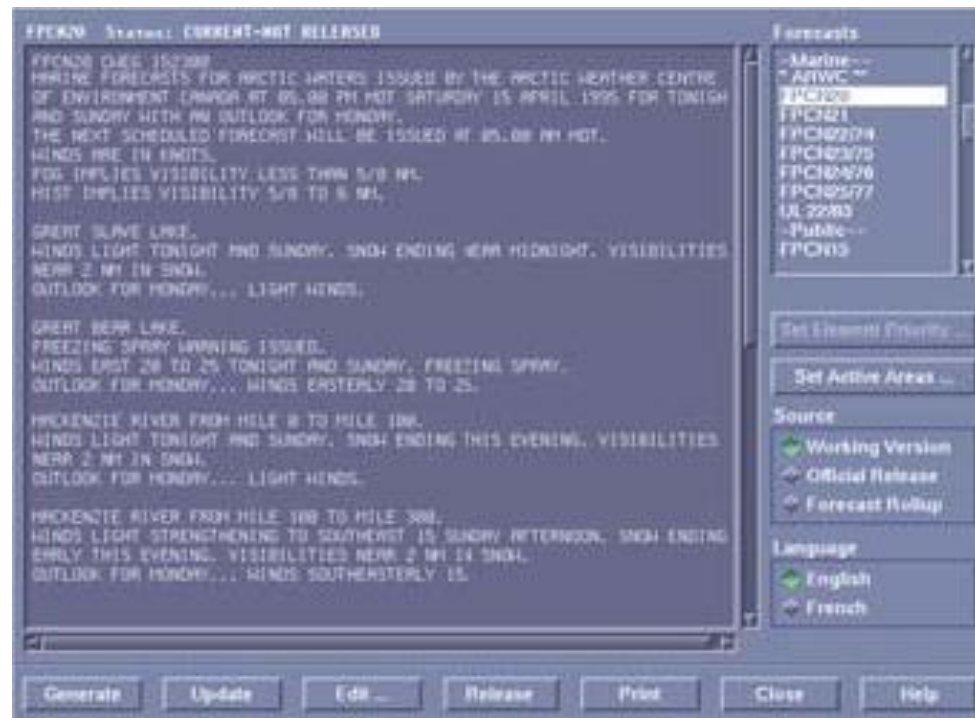 FPCN20 Status: CURRENT-NOT RELEASED
FPCN20 CWEG 152300
MARINE FORECASTS FOR ARCTIC WATERS ISSUED BY THE ARCTIC WEATHER CENTRE
OF ENVIRONMENT CANADA AT 05.00 PM MDT SATURDAY 15 APRIL 1995 FOR TONIGH
AND SUNDAY WITH AN OUTLOOK FOR MONDAY.
THE NEXT SCHEDULED FORECAST WILL BE ISSUED AT 05.00 AM MDT.
WINDS ARE IN KNOTS.
FOG IMPLIES VISIBILITY LESS THAN 5/8 NM.
MIST IMPLIES VISIBILITY 5/8 TO 6 NM.
GREAT SLAVE LAKE.
WINDS LIGHT TONIGHT AND SUNDAY. SNOW ENDING NEAR MIDNIGHT. VISIBILITIES
NEAR 2 NM IN SNOW.
OUTLOOK FOR MONDAY... LIGHT WINDS.
GREAT BEAR LAKE.
FREEZING SPRAY WARNING ISSUED.
WINDS EAST 20 TO 25 TONIGHT AND SUNDAY. FREEZING SPRAY.
OUTLOOK FOR MONDAY... WINDS EASTERLY 20 TO 25.
MACKENZIE RIVER FROM MILE 0 TO MILE 100.
WINDS LIGHT TONIGHT AND SUNDAY. SNOW ENDING THIS EVENING. VISIBILITIES
NEAR 2 NM IN SNOW.
OUTLOOK FOR MONDAY... LIGHT WINDS.
MACKENZIE RIVER FROM MILE 100 TO MILE 300.
WINDS LIGHT STRENGTHENING TO SOUTHEAST 15 SUNDAY AFTERNOON. SNOW ENDING
EARLY THIS EVENING. VISIBILITIES NEAR 2 NM IN SNOW.
OUTLOOK FOR MONDAY... WINDS SOUTHEASTERLY 15.
Forecasts
--Marine--
~ ArWC ~
FPCN20
FPCN21
FPCN22/74
FPCN23/75
FPCN24/76
FPCN25/77
UL 22/83
--Public--
FPCN15
Set Element Priority ...
Set Active Areas ...
Source
Working Version
Official Release
Forecast Rollup
Language
English
French
Generate
Update
Edit ...
Release
Print
Close
Help